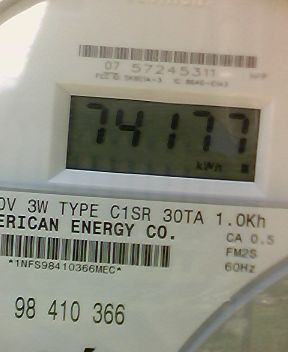 07 57245311
74177
kWh
0V 3W TYPE C1SR 30TA 1.0Kh
ERICAN ENERGY CO.
CA 0.5
FM2S
*1NFS98410366MEC*
60Hz
98 410 366